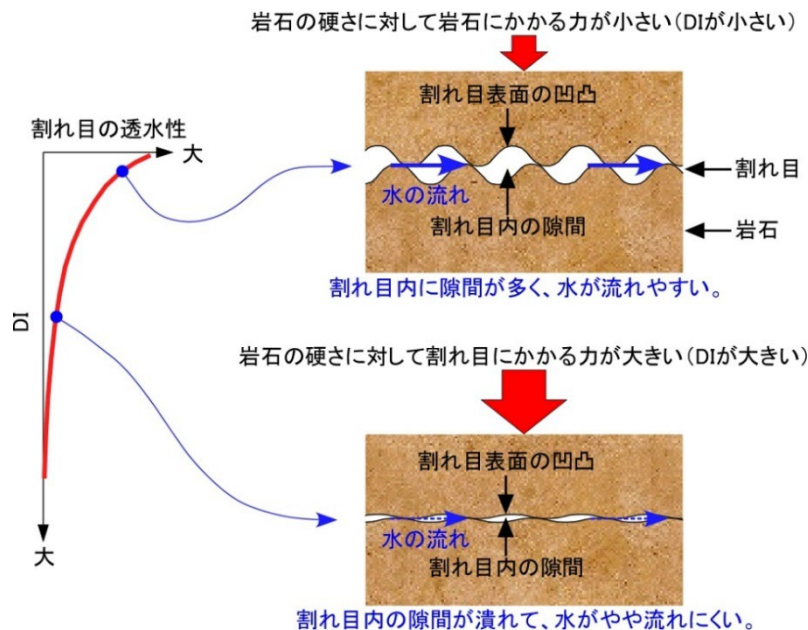 岩石の硬さに対して岩石にかかる力が小さい(DIが小さい)
割れ目の透水性
大
DI
大
割れ目表面の凹凸
水の流れ
割れ目内の隙間
割れ目
岩石
割れ目内に隙間が多く、水が流れやすい。
岩石の硬さに対して割れ目にかかる力が大きい(DIが大きい)
割れ目表面の凹凸
水の流れ
割れ目内の隙間
割れ目内の隙間が潰れて、水がやや流れにくい。